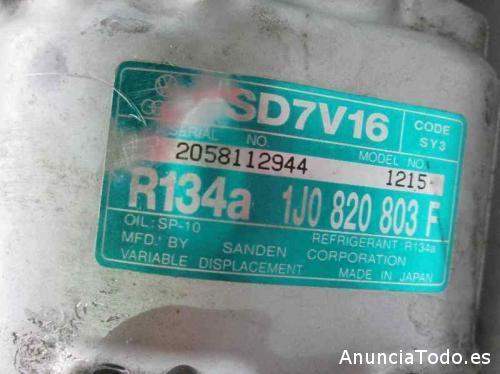 SD7V16
CODE
SY3
SERIAL NO.
MODEL NO.
2058112944
1215
R134a 1J0 820 803 F
OIL: SP-10
REFRIGERANT: R134a
MFD. BY SANDEN CORPORATION
VARIABLE DISPLACEMENT MADE IN JAPAN
AnunciaTodo.es